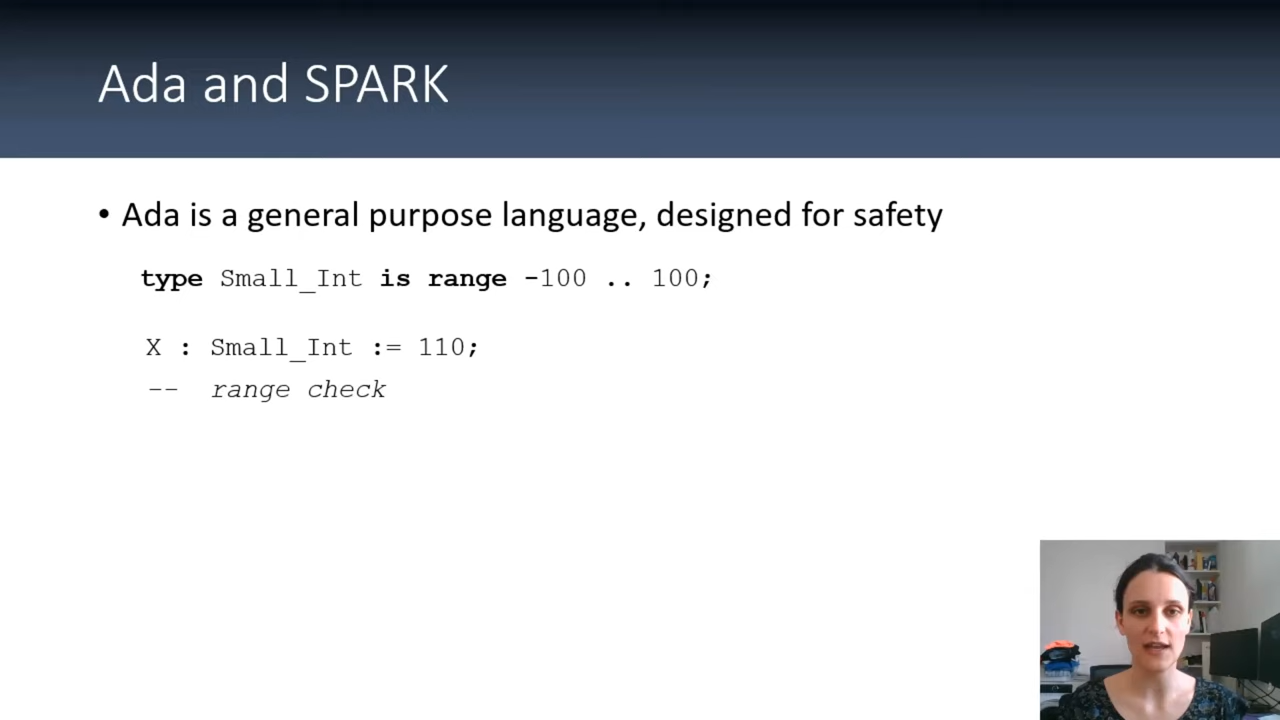 Ada and SPARK
• Ada is a general purpose language, designed for safety
type Small_Int is range -100 .. 100;
X : Small_Int := 110;
-- range check